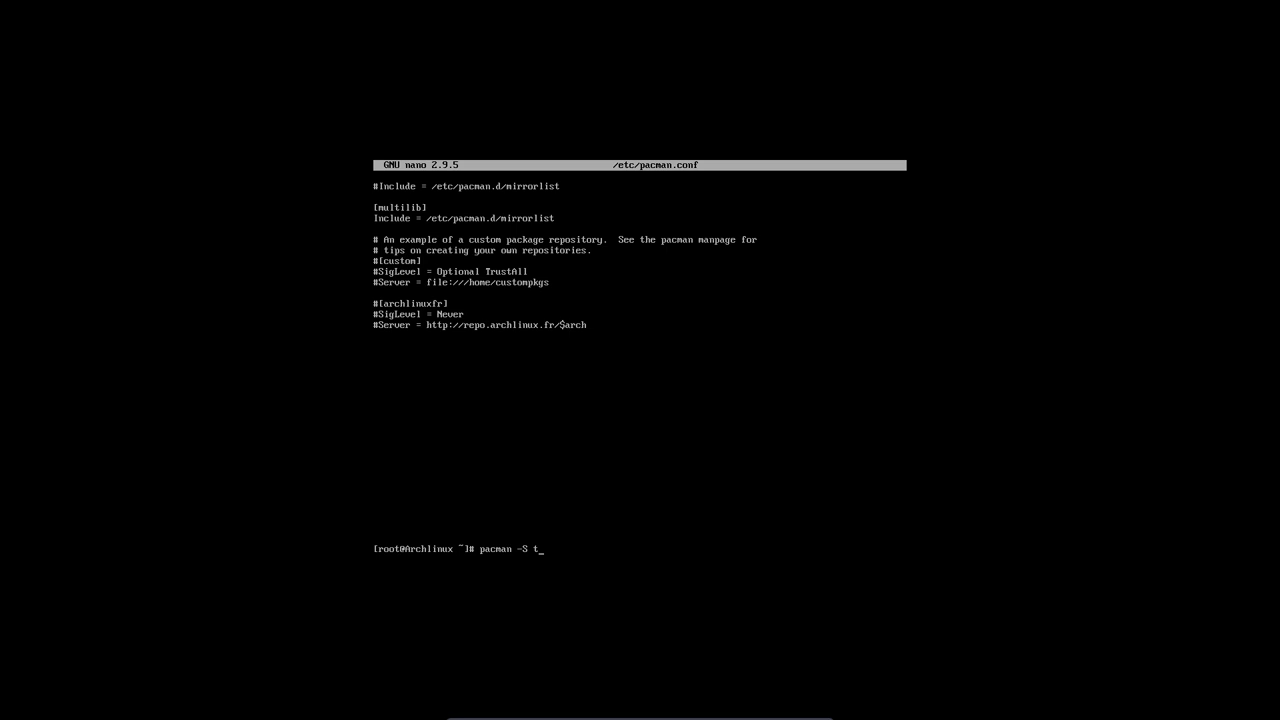 GNU nano 2.9.5 /etc/pacman.conf
#Include = /etc/pacman.d/mirrorlist
[multilib]
Include = /etc/pacman.d/mirrorlist
# An example of a custom package repository.  See the pacman manpage for
# tips on creating your own repositories.
#[custom]
#SigLevel = Optional TrustAll
#Server = file:///home/custompkgs
#[archlinuxfr]
#SigLevel = Never
#Server = http://repo.archlinux.fr/$arch
[root@Archlinux ~]# pacman -S t_